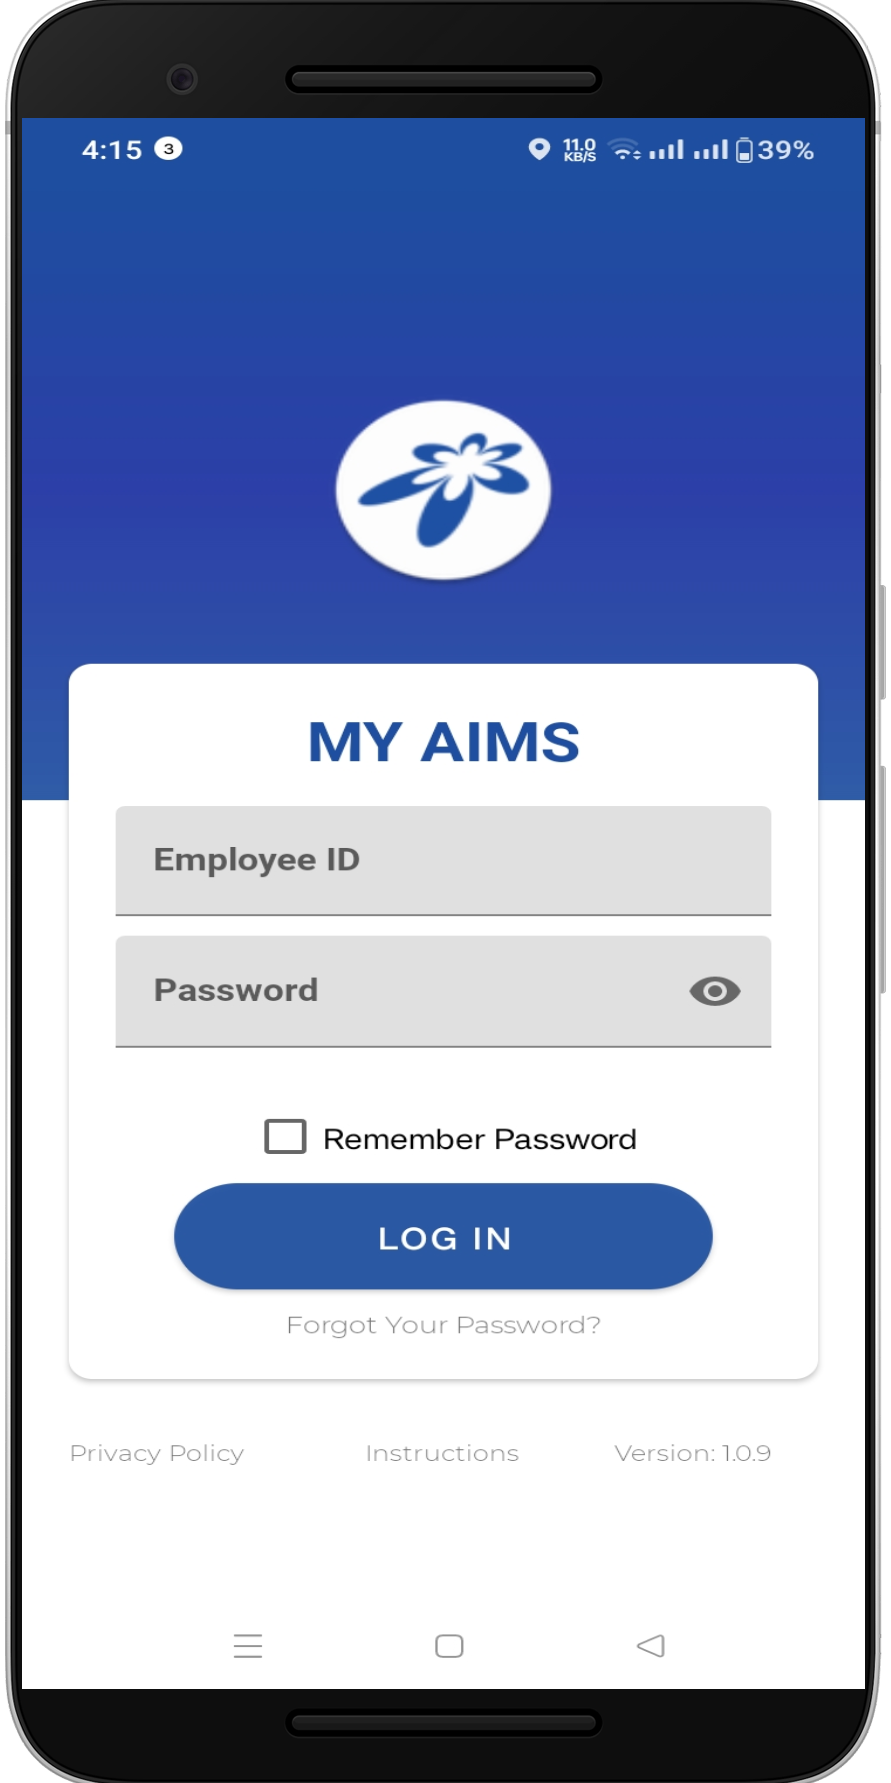 4:15 3 11.0 KB/S 39%
MY AIMS
Employee ID
Password
Remember Password
LOG IN
Forgot Your Password?
Privacy Policy Instructions Version: 1.0.9